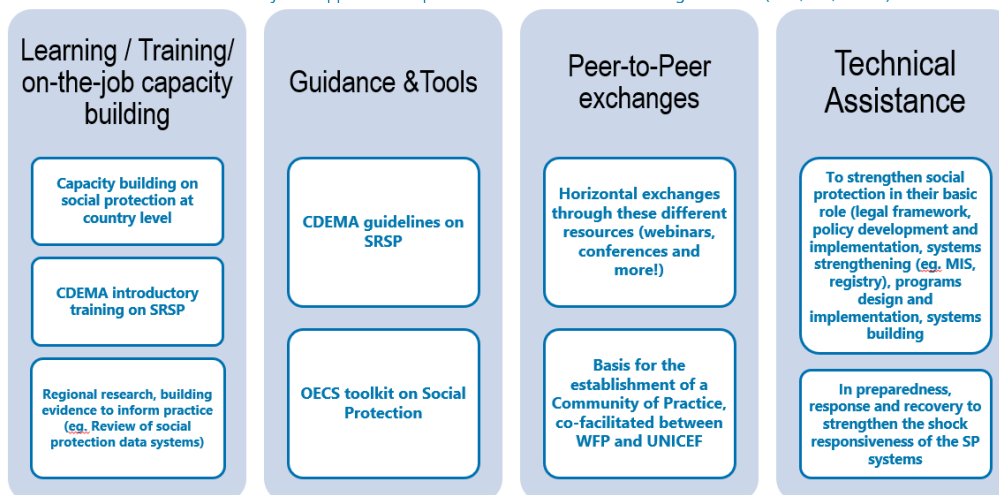 Learning / Training/
on-the-job capacity
building
Capacity building on
social protection at
country level
CDEMA introductory
training on SRSP
Regional research, building
evidence to inform practice
(eg. Review of social
protection data systems)
Guidance &Tools
CDEMA guidelines on
SRSP
OECS toolkit on Social
Protection
Peer-to-Peer
exchanges
Horizontal exchanges
through these different
resources (webinars,
conferences and
more!)
Basis for the
establishment of a
Community of Practice,
co-facilitated between
WFP and UNICEF
Technical
Assistance
To strengthen social
protection in their basic
role (legal framework,
policy development and
implementation, systems
strengthening (eg. MIS,
registry), programs
design and
implementation, systems
building
In preparedness,
response and recovery to
strengthen the shock
responsiveness of the SP
systems